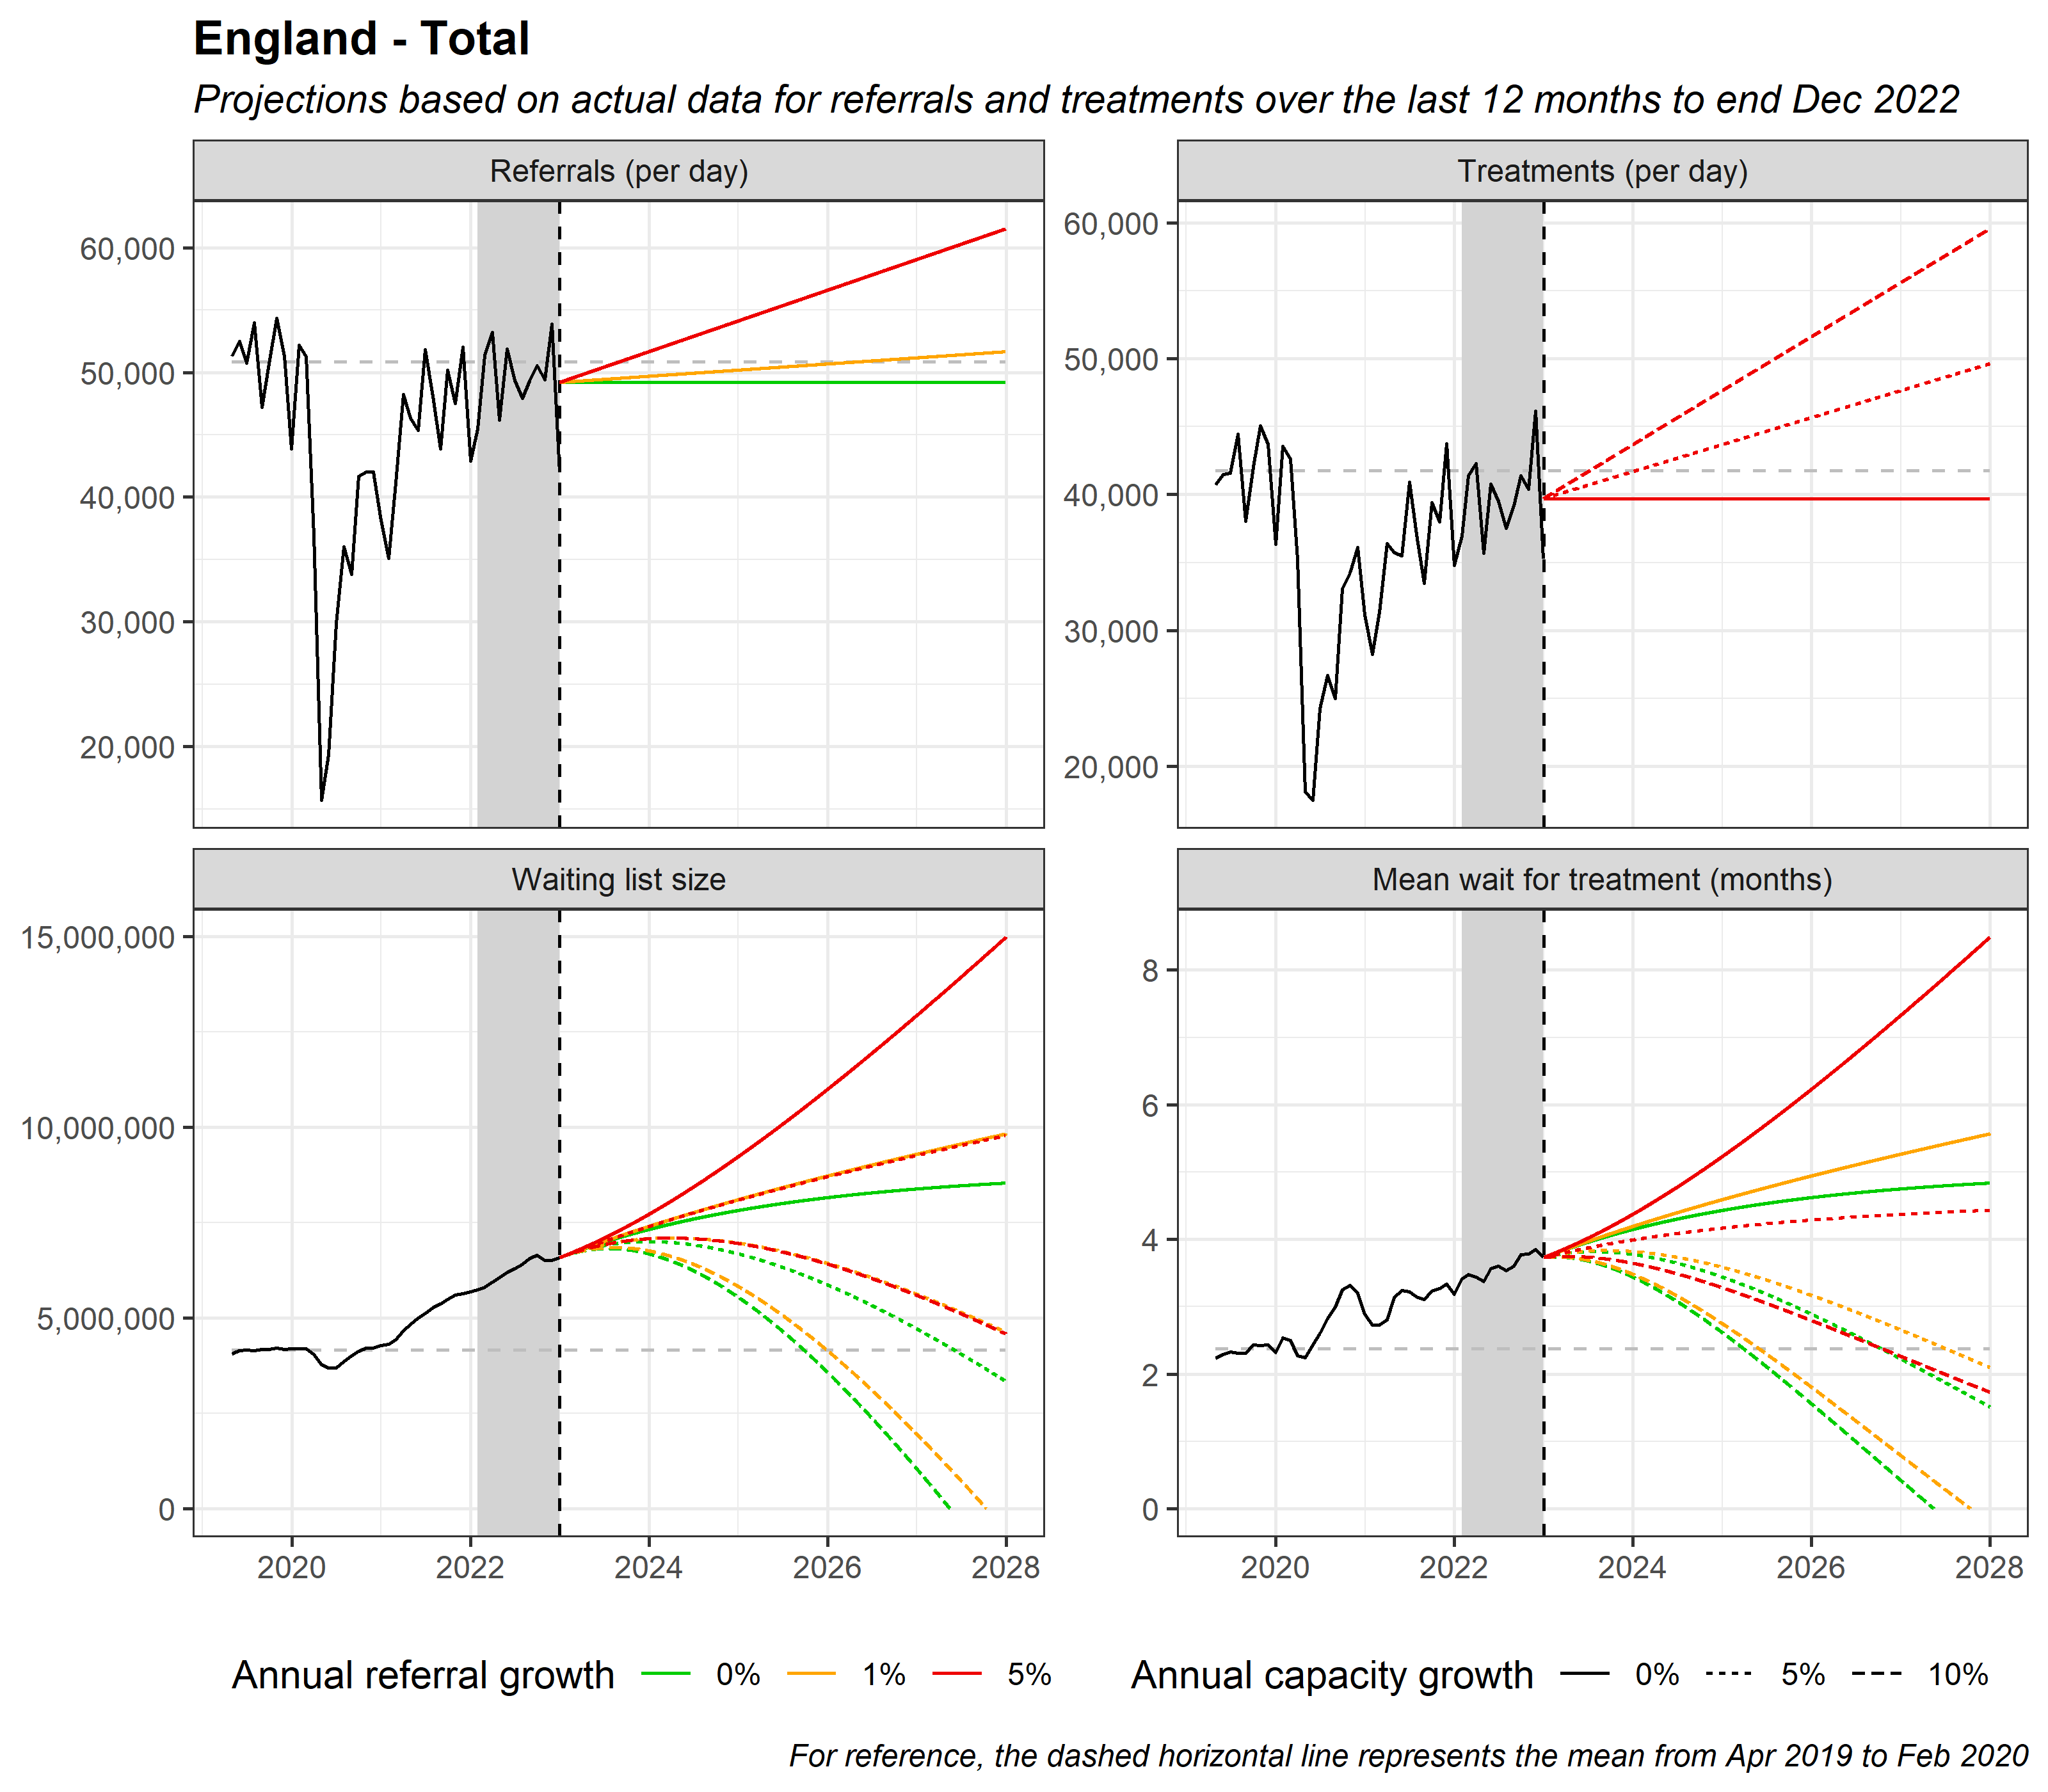 England - Total
Projections based on actual data for referrals and treatments over the last 12 months to end Dec 2022
Referrals (per day)
60,000
50,000
40,000
30,000
20,000
Treatments (per day)
60,000
50,000
40,000
30,000
20,000
Waiting list size
15,000,000
10,000,000
5,000,000
0
2020 2022 2024 2026 2028
Mean wait for treatment (months)
8
6
4
2
0
2020 2022 2024 2026 2028
Annual referral growth 0% 1% 5%
Annual capacity growth 0% 5% 10%
For reference, the dashed horizontal line represents the mean from Apr 2019 to Feb 2020